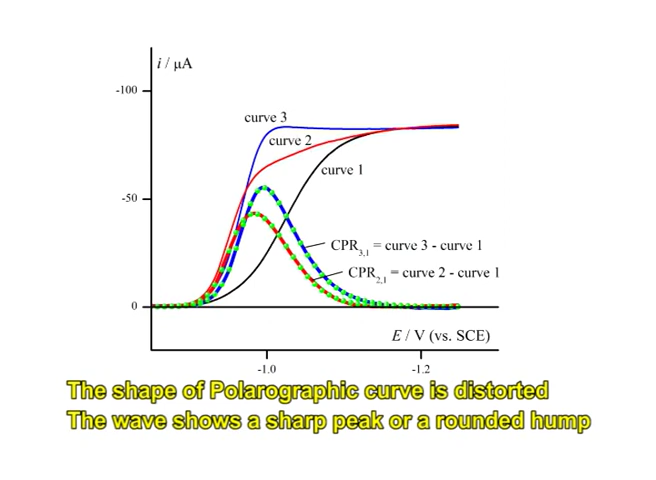 i / μA
-100
curve 3
curve 2
curve 1
-50
CPR3,1 = curve 3 - curve 1
CPR2,1 = curve 2 - curve 1
0
E / V (vs. SCE)
-1.0
-1.2
The shape of Polarographic curve is distorted
The wave shows a sharp peak or a rounded hump